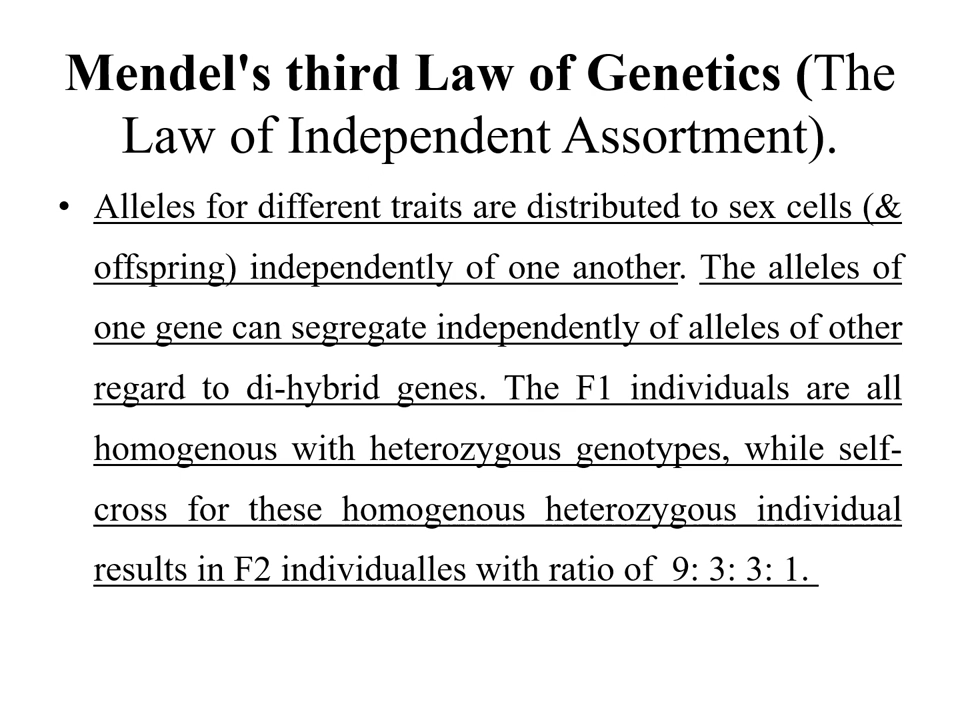 Mendel's third Law of Genetics (The
Law of Independent Assortment).
• Alleles for different traits are distributed to sex cells (&
offspring) independently of one another. The alleles of
one gene can segregate independently of alleles of other
regard to di-hybrid genes. The F1 individuals are all
homogenous with heterozygous genotypes, while self-
cross for these homogenous heterozygous individual
results in F2 individualles with ratio of 9: 3: 3: 1.